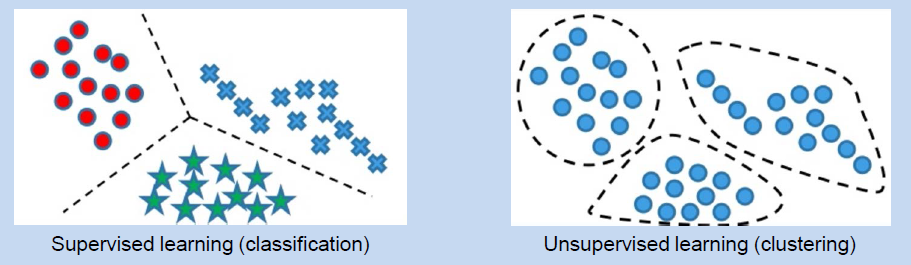 Supervised learning (classification)
Unsupervised learning (clustering)